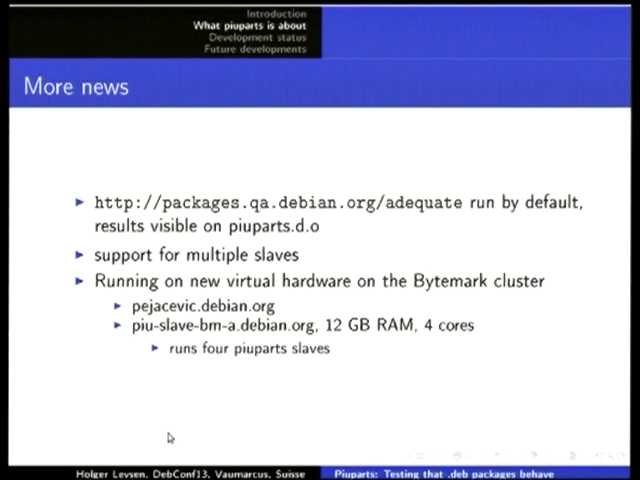 Introduction
What piuparts is about
Development status
Future developments
More news
http://packages.qa.debian.org/adequate run by default,
results visible on piuparts.d.o
support for multiple slaves
Running on new virtual hardware on the Bytemark cluster
pejacevic.debian.org
piu-slave-bm-a.debian.org, 12 GB RAM, 4 cores
runs four piuparts slaves
Holger Levsen, DebConf13, Vaumarcus, Suisse
Piuparts: Testing that .deb packages behave